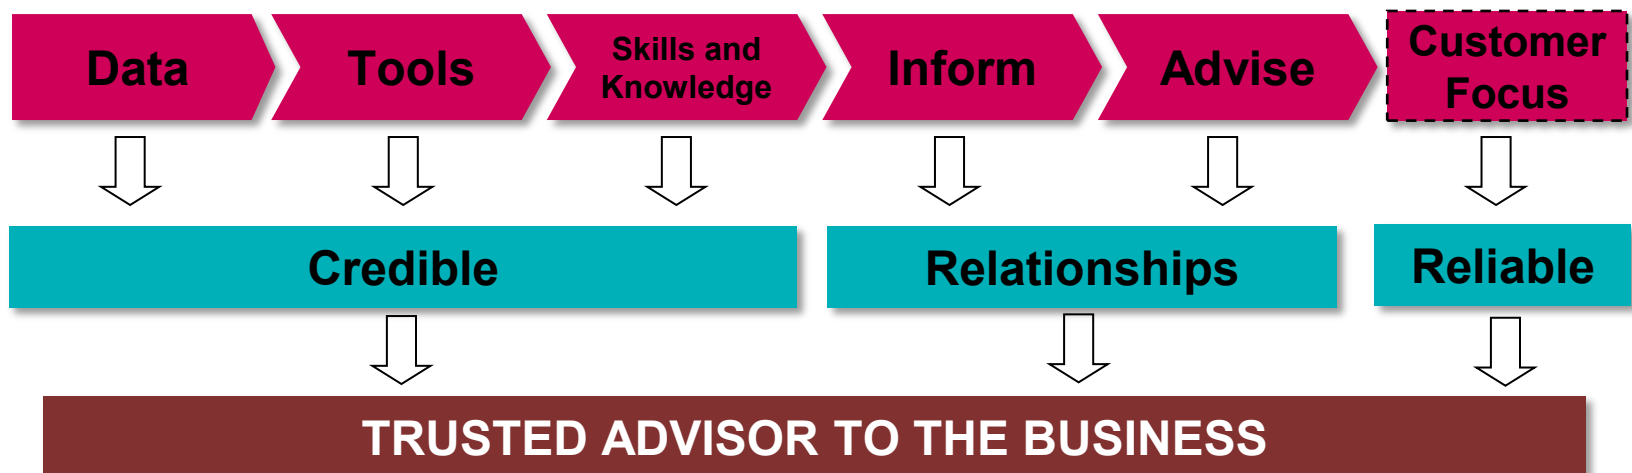 Data
Tools
Skills and
Knowledge
Inform
Advise
Customer
Focus
Credible
Relationships
Reliable
TRUSTED ADVISOR TO THE BUSINESS